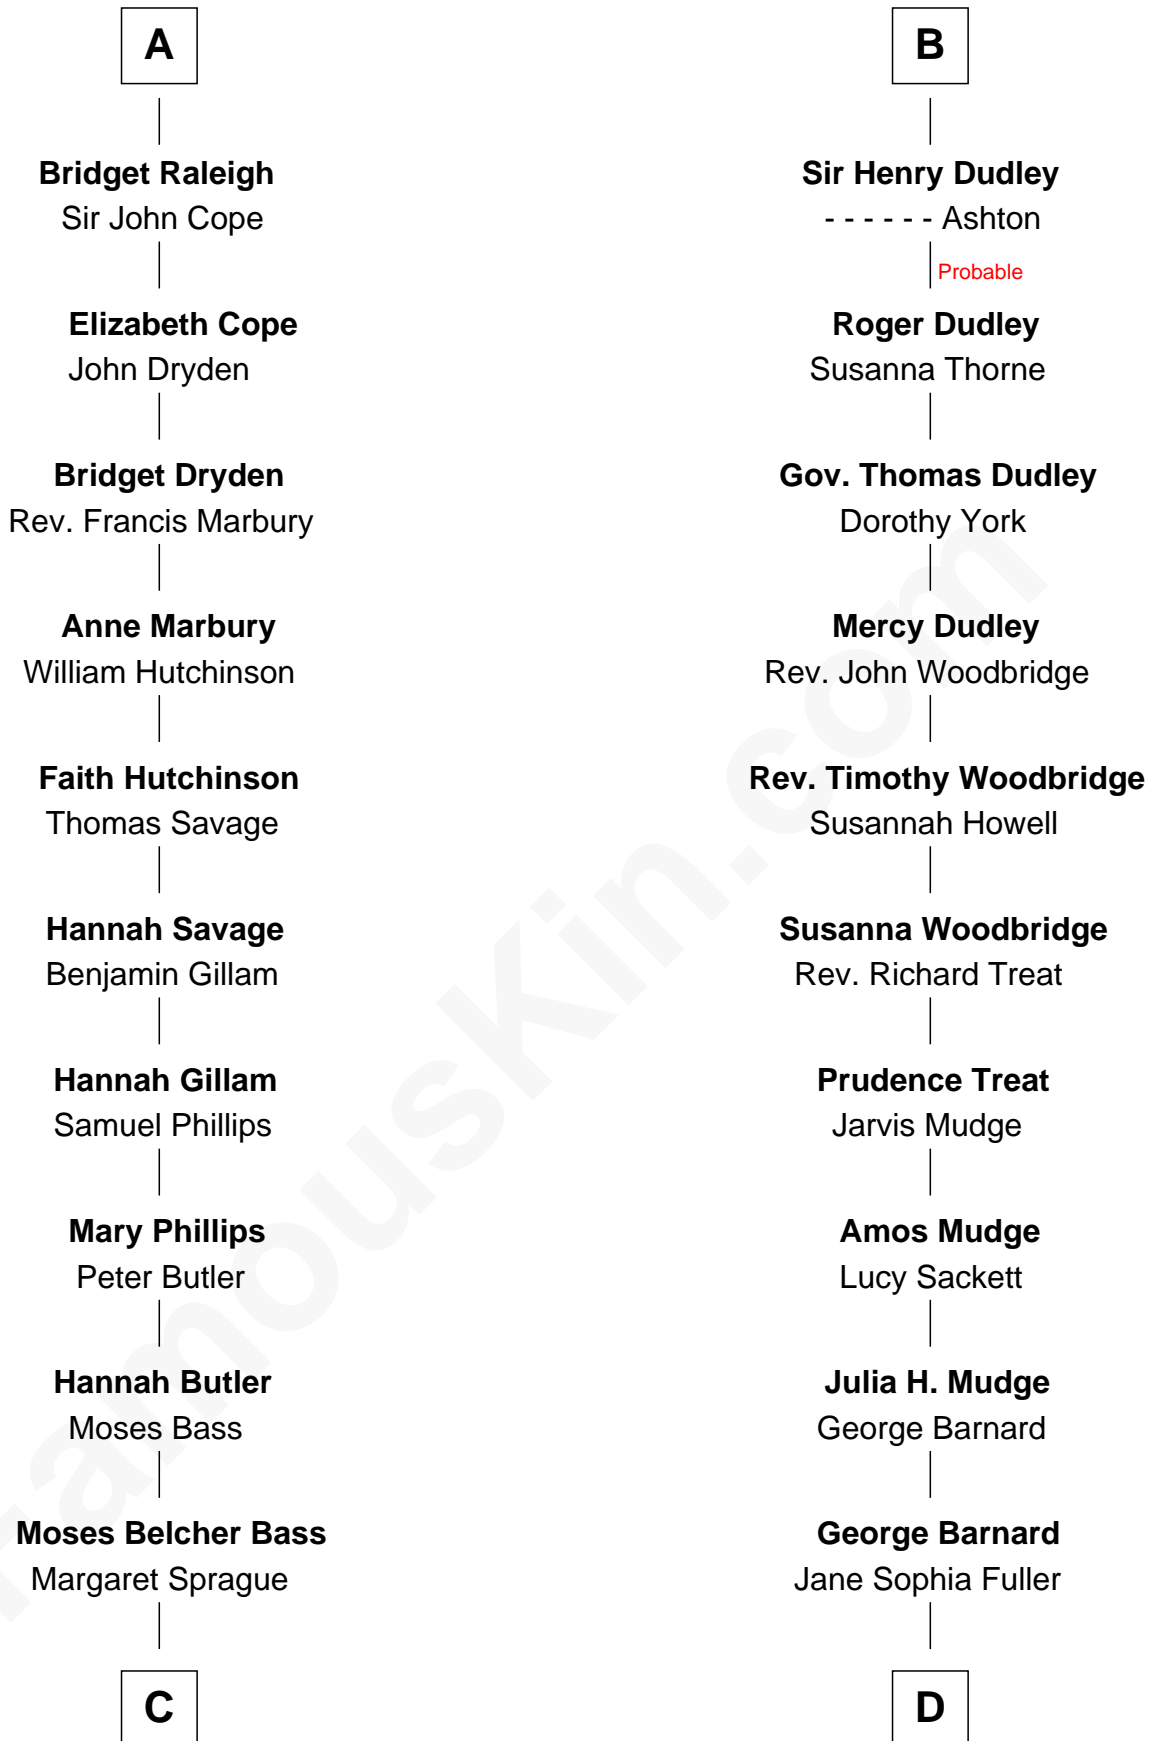 A
Bridget Raleigh
Sir John Cope
Elizabeth Cope
John Dryden
Bridget Dryden
Rev. Francis Marbury
Anne Marbury
William Hutchinson
Faith Hutchinson
Thomas Savage
Hannah Savage
Benjamin Gillam
Hannah Gillam
Samuel Phillips
Mary Phillips
Peter Butler
Hannah Butler
Moses Bass
Moses Belcher Bass
Margaret Sprague
C
B
Sir Henry Dudley
- - - - - - Ashton
Probable
Roger Dudley
Susanna Thorne
Gov. Thomas Dudley
Dorothy York
Mercy Dudley
Rev. John Woodbridge
Rev. Timothy Woodbridge
Susannah Howell
Susanna Woodbridge
Rev. Richard Treat
Prudence Treat
Jarvis Mudge
Amos Mudge
Lucy Sackett
Julia H. Mudge
George Barnard
George Barnard
Jane Sophia Fuller
D
FamousKin.com